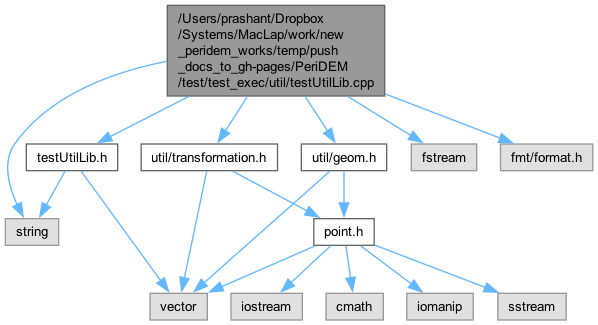 /Users/prashant/Dropbox
/Systems/MacLap/work/new
_peridem_works/temp/push
_docs_to_gh-pages/PeriDEM
/test/test_exec/util/testUtilLib.cpp
testUtilLib.h
util/transformation.h
util/geom.h
fstream
fmt/format.h
string
point.h
vector
iostream
cmath
iomanip
sstream